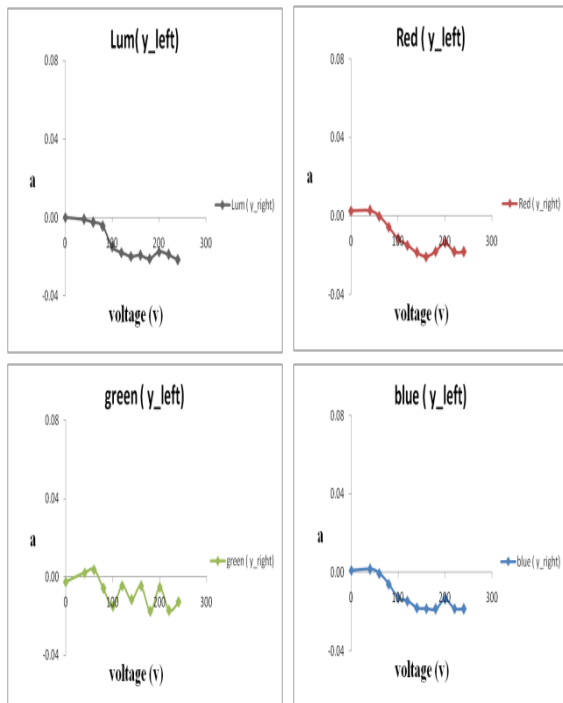 Lum( y_left)
0.08
0.04
a
0.00
0
100
200
300
Lum( y_right)
-0.04
voltage (v)
Red ( y_left)
0.08
0.04
a
0.00
0
100
200
300
Red ( y_right)
-0.04
voltage (v)
green ( y_left)
0.08
0.04
a
0.00
0
100
200
300
green ( y_right)
-0.04
voltage (v)
blue ( y_left)
0.08
0.04
a
0.00
0
100
200
300
blue ( y_right)
-0.04
voltage (v)